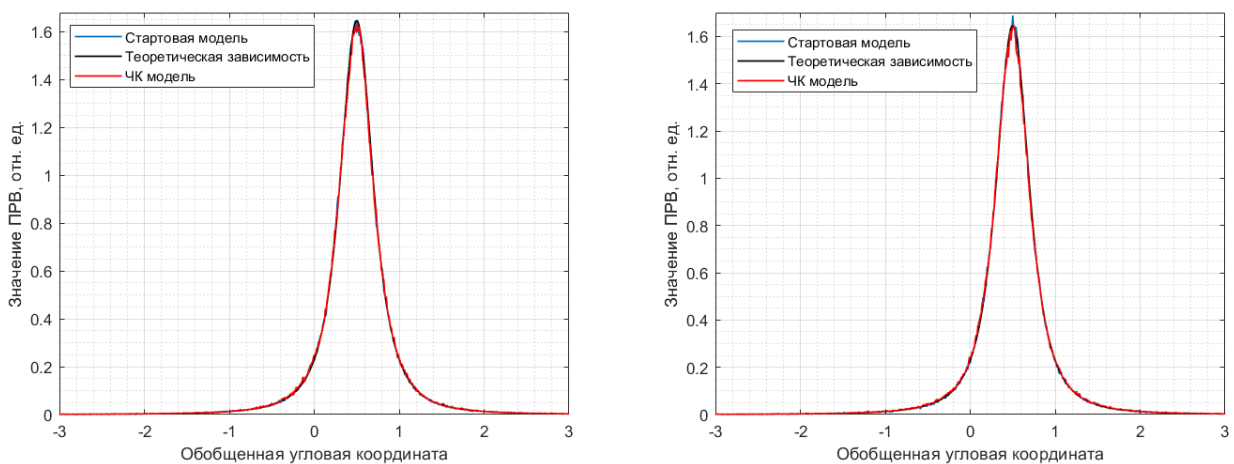 1.6
1.4
1.2
1
0.8
0.6
0.4
0.2
0
Значение ПРВ, отн. ед.
Стартовая модель
Теоретическая зависимость
ЧК модель
-3 -2 -1 0 1 2 3
Обобщенная угловая координата
1.6
1.4
1.2
1
0.8
0.6
0.4
0.2
0
Значение ПРВ, отн. ед.
Стартовая модель
Теоретическая зависимость
ЧК модель
-3 -2 -1 0 1 2 3
Обобщенная угловая координата